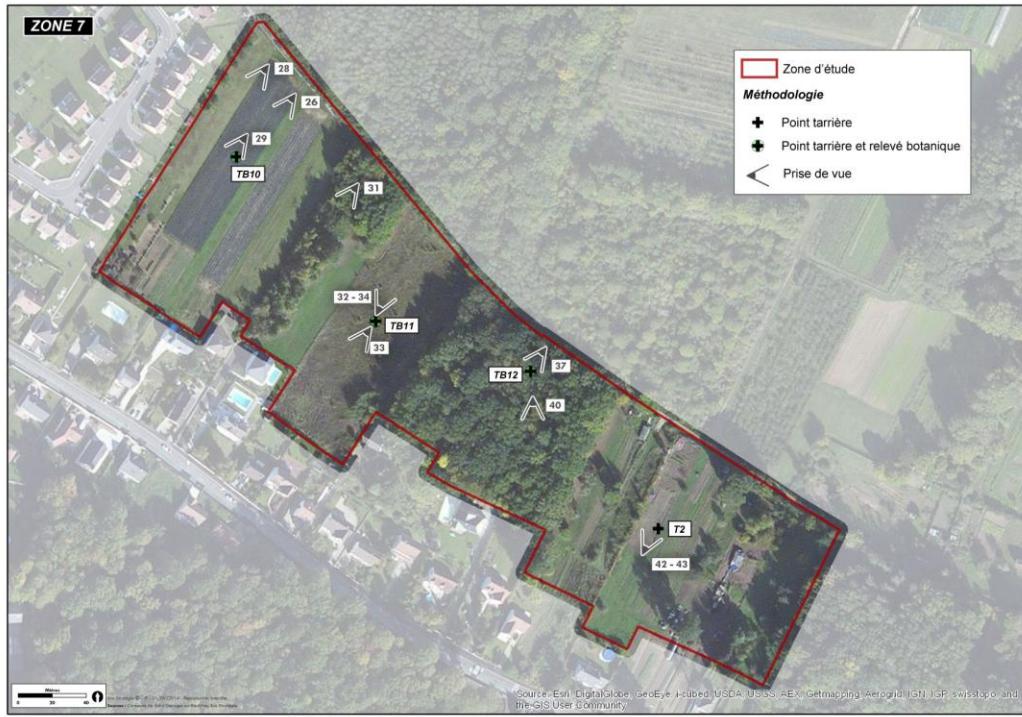 ZONE 7
Zone d'étude
Méthodologie
Point tarrière
Point tarrière et relevé botanique
Prise de vue
28
26
29
TB10
31
32 - 34
TB11
33
37
TB12
40
T2
42 - 43
Mètres
0 20 40
Source: Esri, DigitalGlobe, GeoEye, i-cubed, USDA, USGS, AEX, Getmapping, Aerogrid, IGN, IGP, swisstopo, and
the GIS User Community